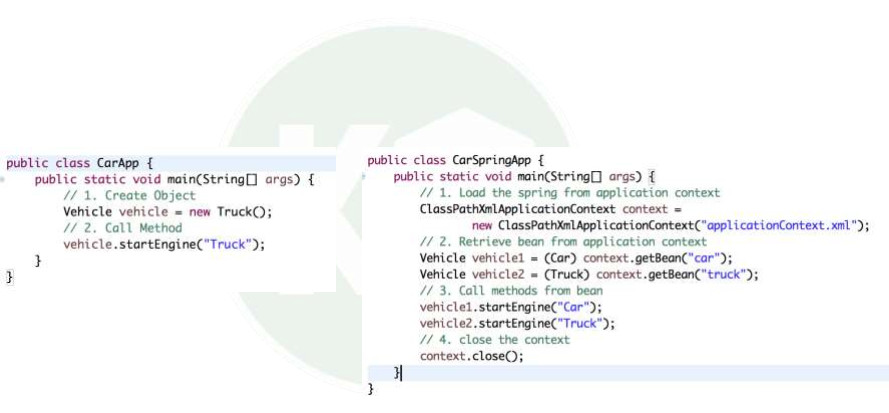 public class CarApp {
public static void main(String[] args) {
// 1. Create Object
Vehicle vehicle = new Truck();
// 2. Call Method
vehicle.startEngine("Truck");
}
}
public class CarSpringApp {
public static void main(String[] args) {
// 1. Load the spring from application context
ClassPathXmlApplicationContext context =
new ClassPathXmlApplicationContext("applicationContext.xml");
// 2. Retrieve bean from application context
Vehicle vehicle1 = (Car) context.getBean("car");
Vehicle vehicle2 = (Truck) context.getBean("truck");
// 3. Call methods from bean
vehicle1.startEngine("Car");
vehicle2.startEngine("Truck");
// 4. close the context
context.close();
}
}